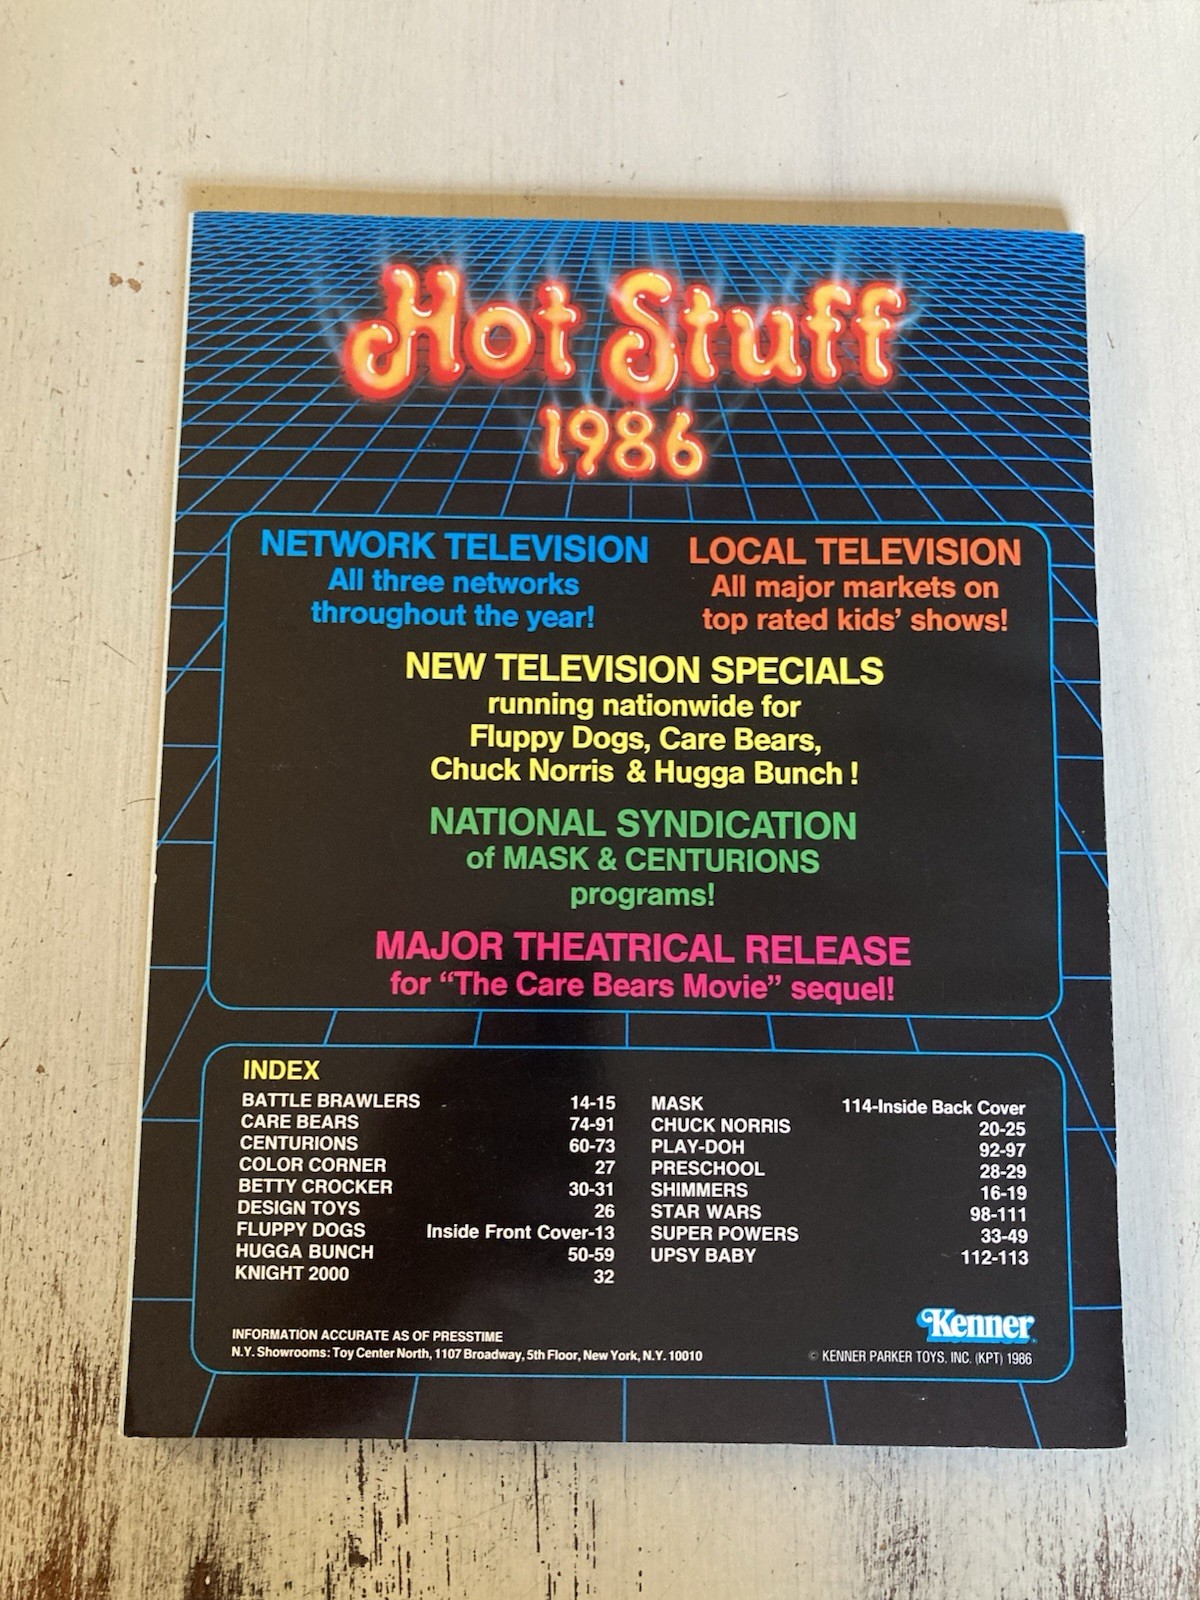 Hot Stuff
1986
NETWORK TELEVISION
All three networks
throughout the year!
LOCAL TELEVISION
All major markets on
top rated kids' shows!
NEW TELEVISION SPECIALS
running nationwide for
Fluppy Dogs, Care Bears,
Chuck Norris & Hugga Bunch !
NATIONAL SYNDICATION
of MASK & CENTURIONS
programs!
MAJOR THEATRICAL RELEASE
for “The Care Bears Movie” sequel!
INDEX
BATTLE BRAWLERS 14-15
CARE BEARS 74-91
CENTURIONS 60-73
COLOR CORNER 27
BETTY CROCKER 30-31
DESIGN TOYS 26
FLUPPY DOGS Inside Front Cover-13
HUGGA BUNCH 50-59
KNIGHT 2000 32
MASK 114-Inside Back Cover
CHUCK NORRIS 20-25
PLAY-DOH 92-97
PRESCHOOL 28-29
SHIMMERS 16-19
STAR WARS 98-111
SUPER POWERS 33-49
UPSY BABY 112-113
Kenner
INFORMATION ACCURATE AS OF PRESSTIME
N.Y. Showrooms: Toy Center North, 1107 Broadway, 5th Floor, New York, N.Y. 10010
© KENNER PARKER TOYS, INC. (KPT) 1986